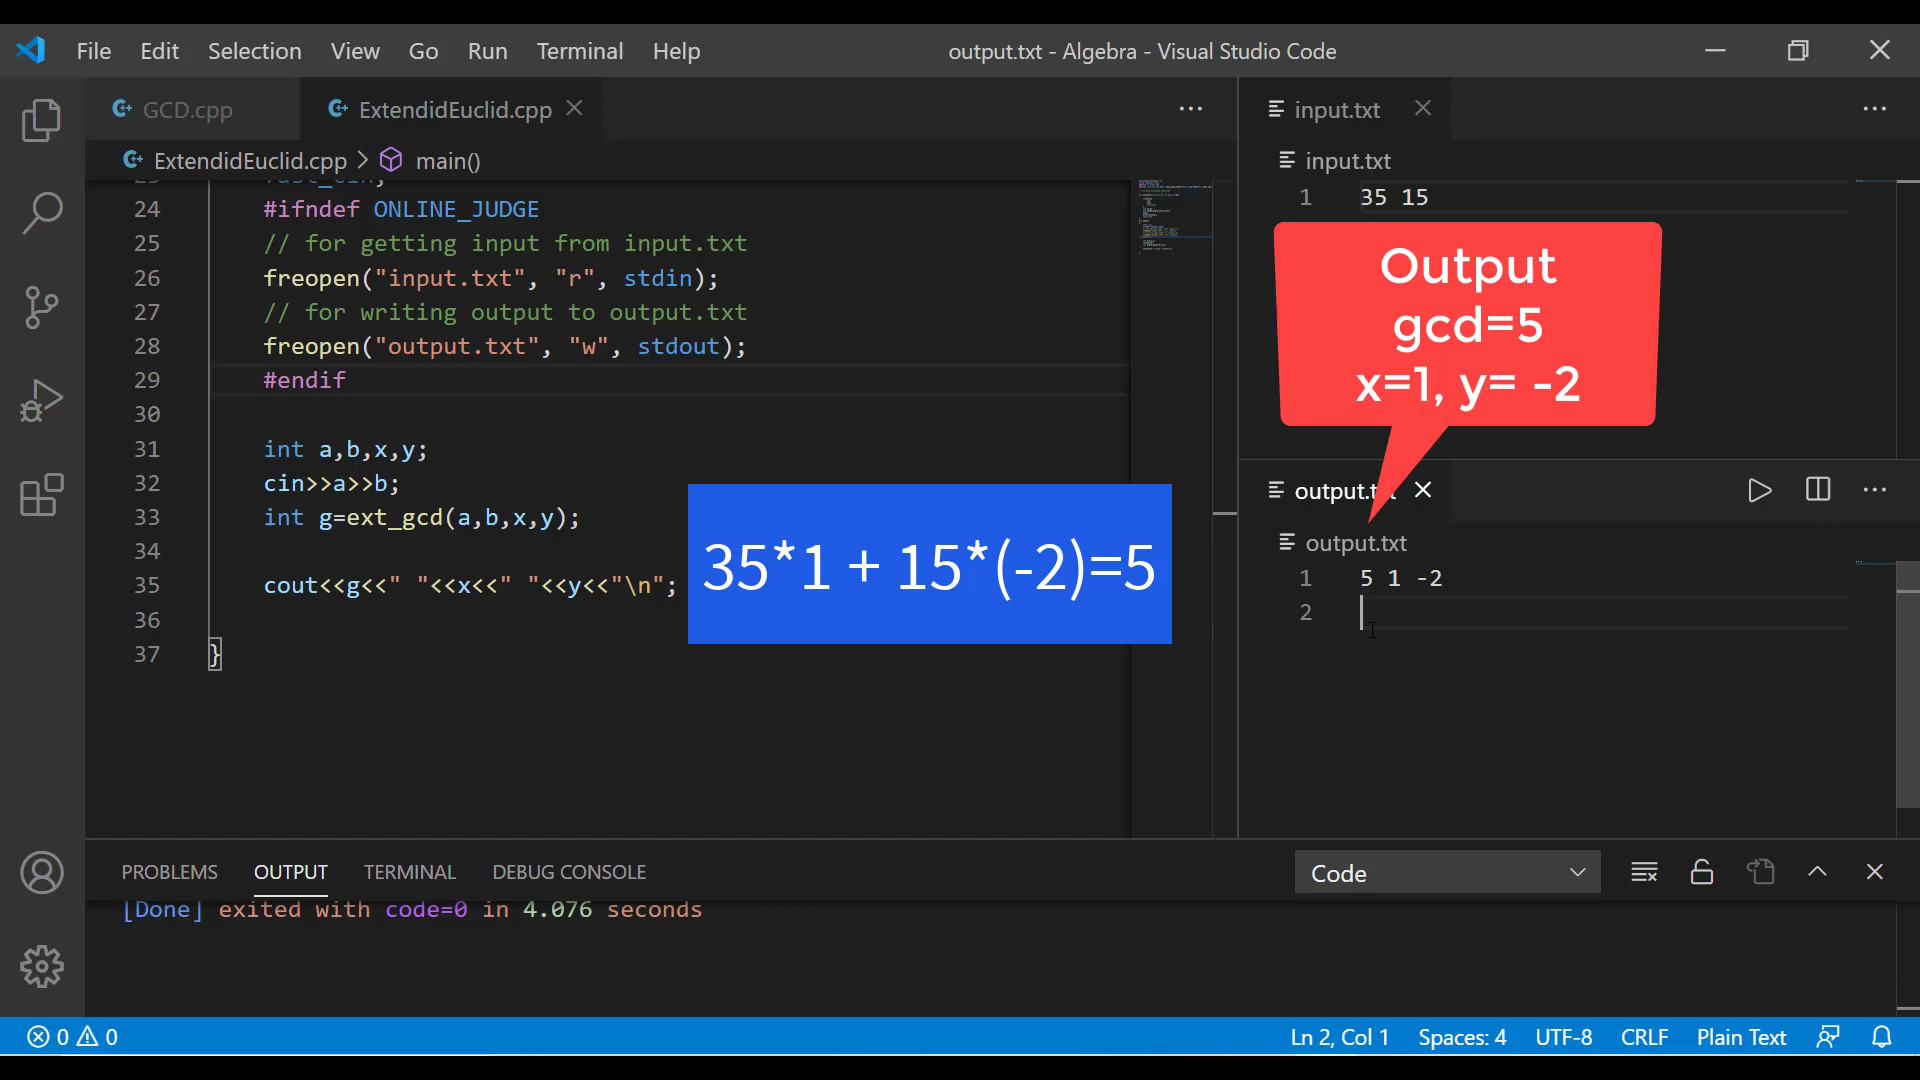 File Edit Selection View Go Run Terminal Help
output.txt - Algebra - Visual Studio Code
GCD.cpp
ExtendidEuclid.cpp
ExtendidEuclid.cpp > main()
24 #ifndef ONLINE_JUDGE
25 // for getting input from input.txt
26 freopen("input.txt", "r", stdin);
27 // for writing output to output.txt
28 freopen("output.txt", "w", stdout);
29 #endif
30
31 int a,b,x,y;
32 cin>>a>>b;
33 int g=ext_gcd(a,b,x,y);
34
35 cout<<g<<" "<<x<<" "<<y<<"\n";
36
37 }
35*1 + 15*(-2)=5
input.txt
input.txt
1 35 15
Output
gcd=5
x=1, y= -2
output.txt
1 5 1 -2
2
PROBLEMS OUTPUT TERMINAL DEBUG CONSOLE
Code
[Done] exited with code=0 in 4.076 seconds
0 0
Ln 2, Col 1 Spaces: 4 UTF-8 CRLF Plain Text